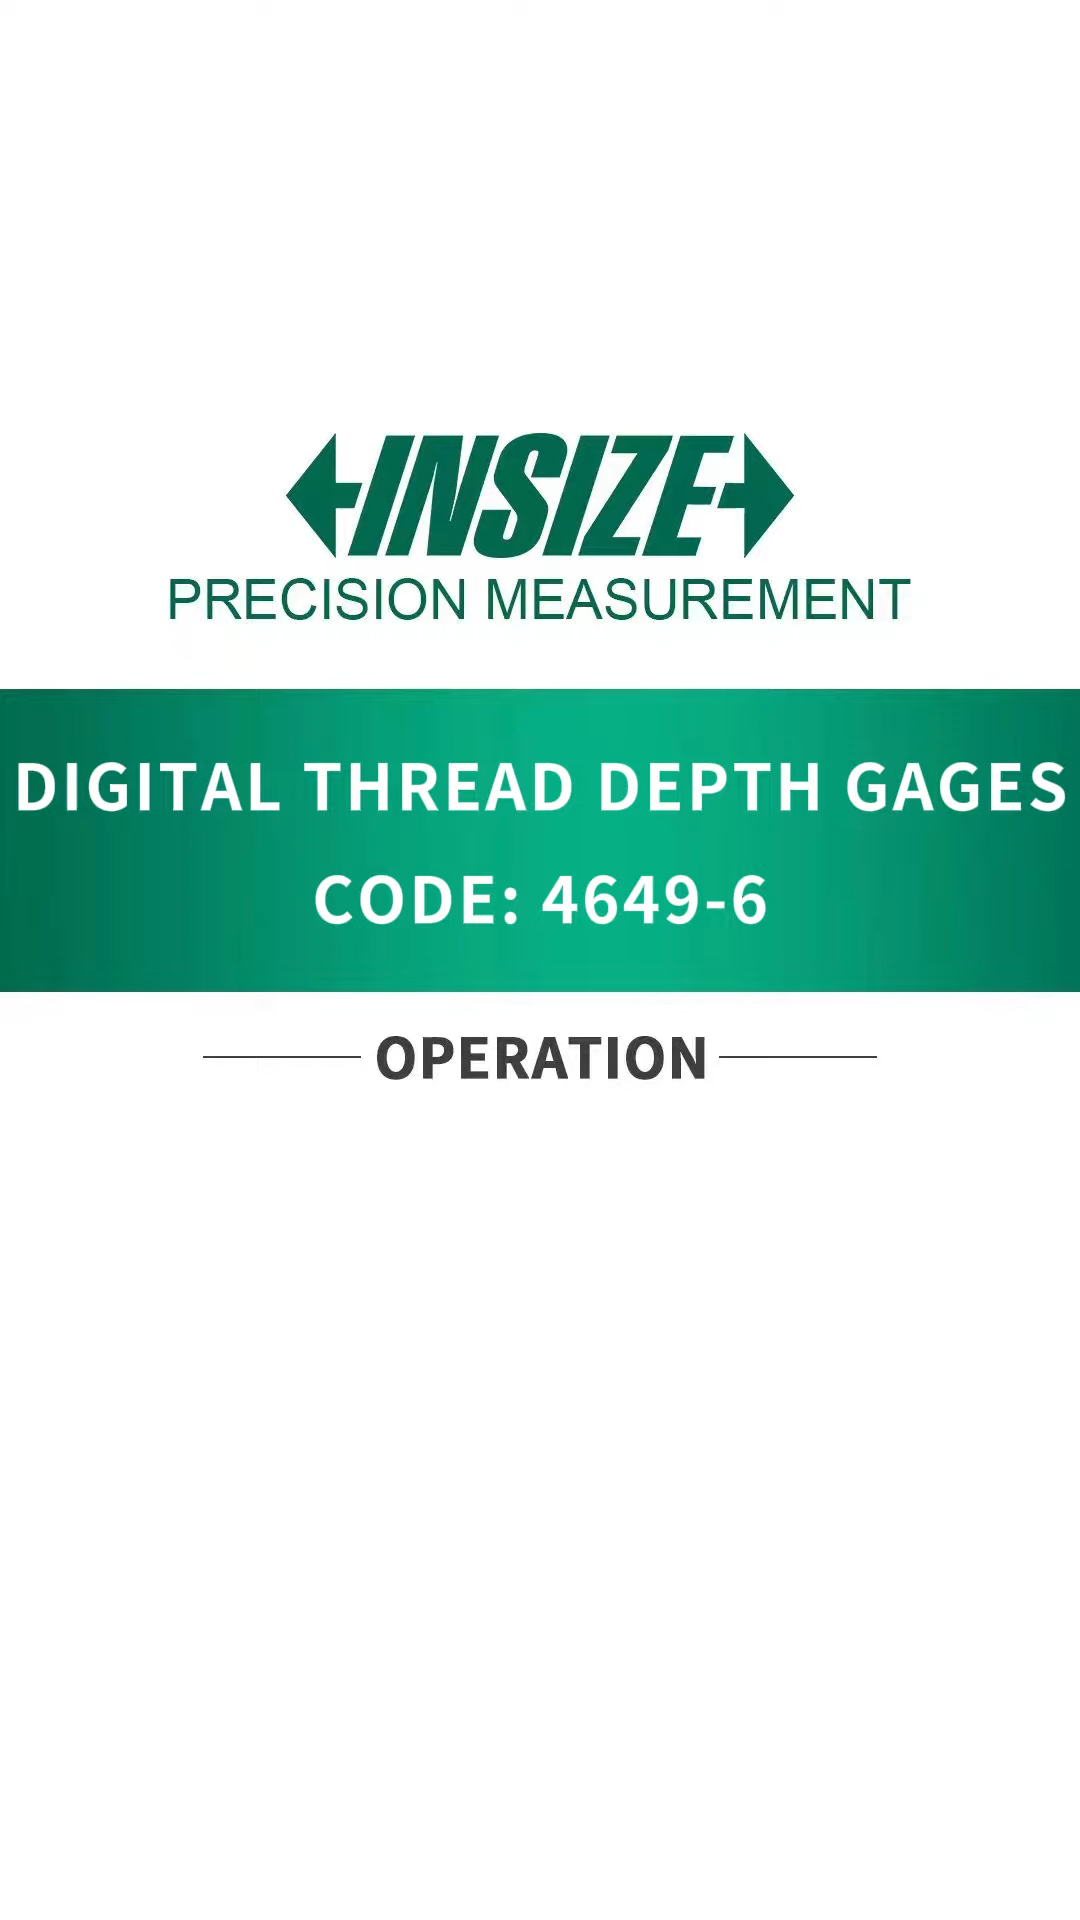 INSIZE
PRECISION MEASUREMENT
DIGITAL THREAD DEPTH GAGES
CODE: 4649-6
OPERATION